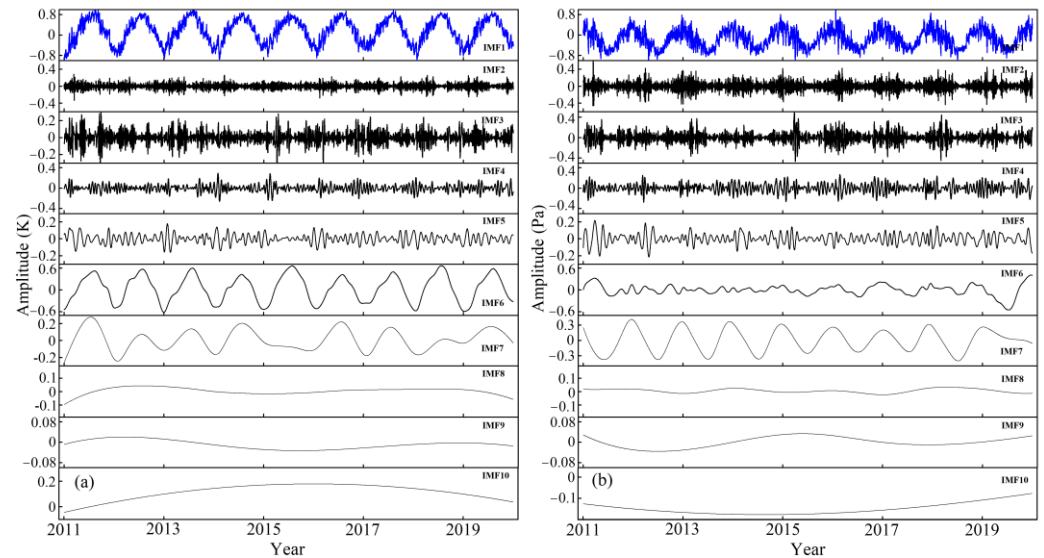 0.8
0
−0.8
IMF1
0.4
0
−0.4
IMF2
0.2
0
−0.2
IMF3
0.4
0
−0.4
IMF4
0.2
0
IMF5
0.6
−0.6
IMF6
0.2
−0.2
IMF7
0.1
0
-0.1
IMF8
0.08
0
−0.08
IMF9
0.2
0
IMF10
(a)
2011 2013 2015 2017 2019
Year
Amplitude (K)
0.8
0
−0.8
IMF1
0.4
0
−0.4
IMF2
0.4
0
−0.4
IMF3
0.4
0
−0.4
IMF4
0.2
0
IMF5
0.6
0
−0.6
IMF6
0.3
−0.3
IMF7
0.1
0
-0.1
IMF8
0.08
0
−0.08
IMF9
0
−0.1
IMF10
(b)
2011 2013 2015 2017 2019
Year
Amplitude (Pa)